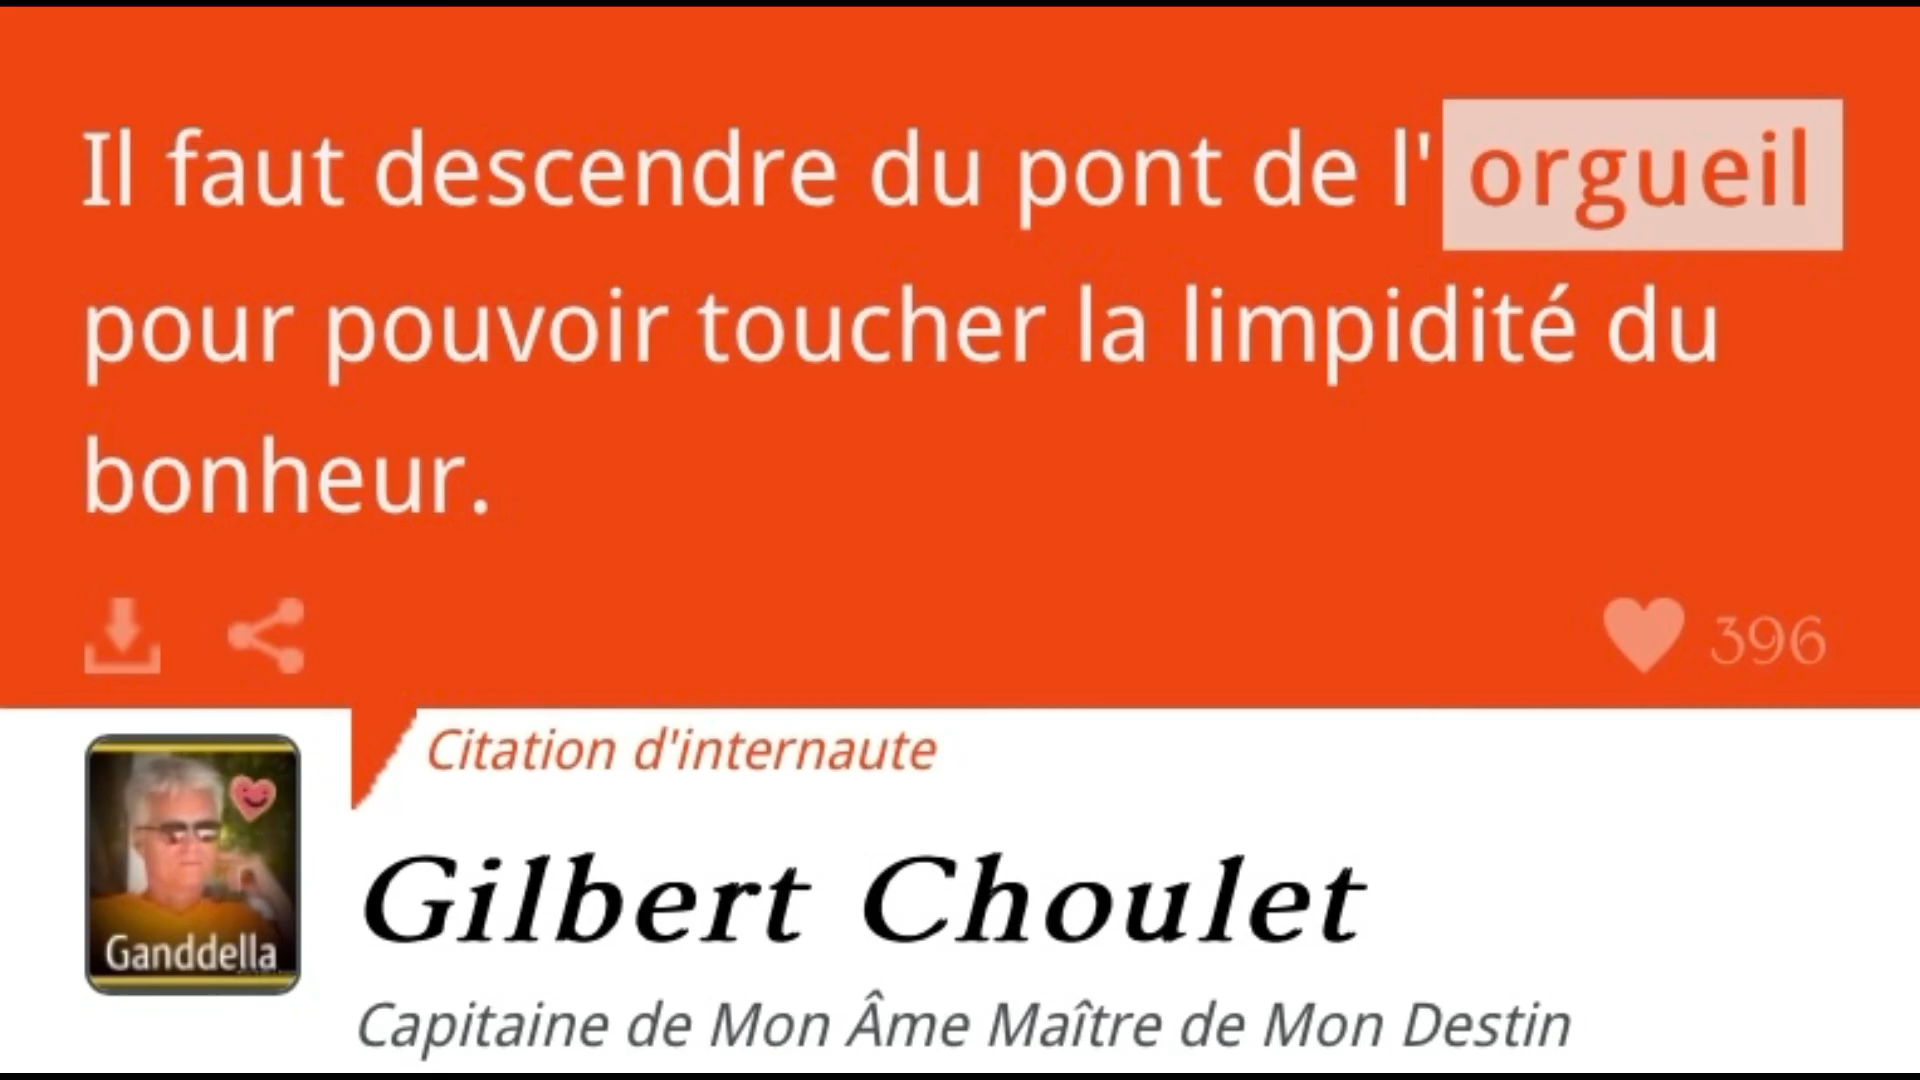 Il faut descendre du pont de l'orgueil
pour pouvoir toucher la limpidité du
bonheur.
396
Citation d'internaute
Gilbert Choulet
Ganddella
Capitaine de Mon Âme Maître de Mon Destin